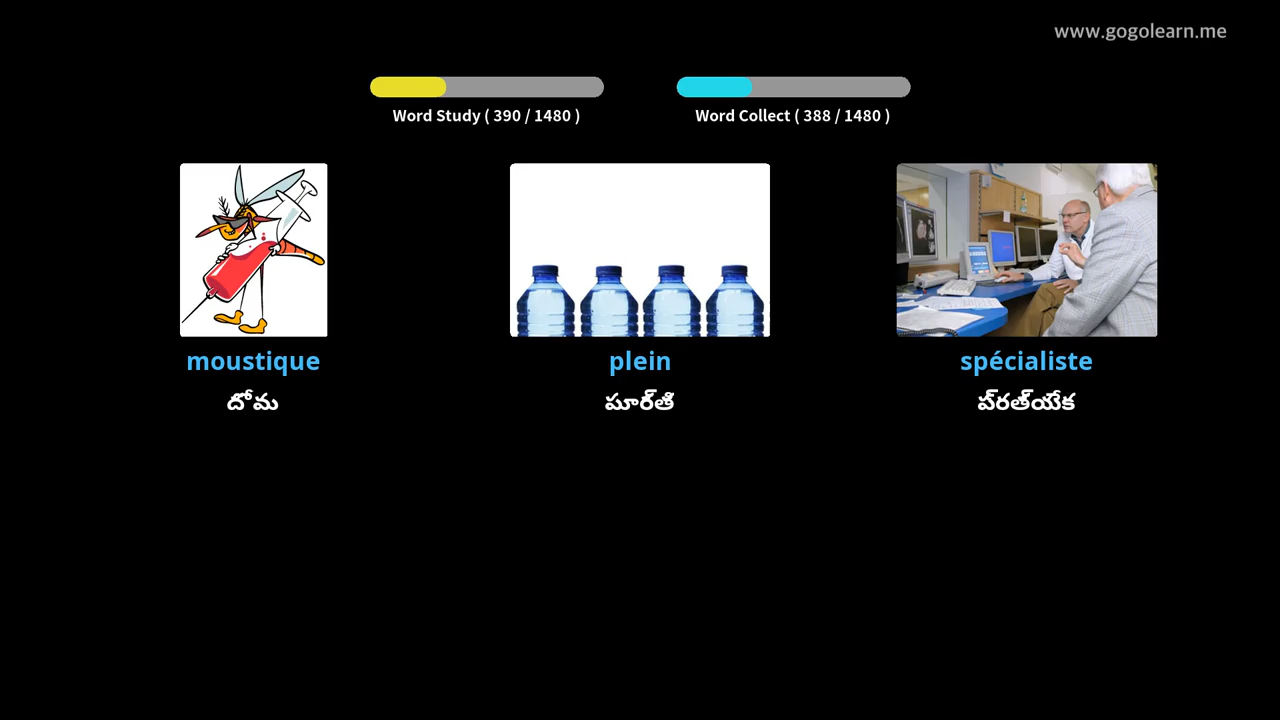 www.gogolearn.me
Word Study ( 390 / 1480 )
Word Collect ( 388 / 1480 )
moustique
plein
spécialiste
దోమ
పూర్తి
ప్రత్యేక